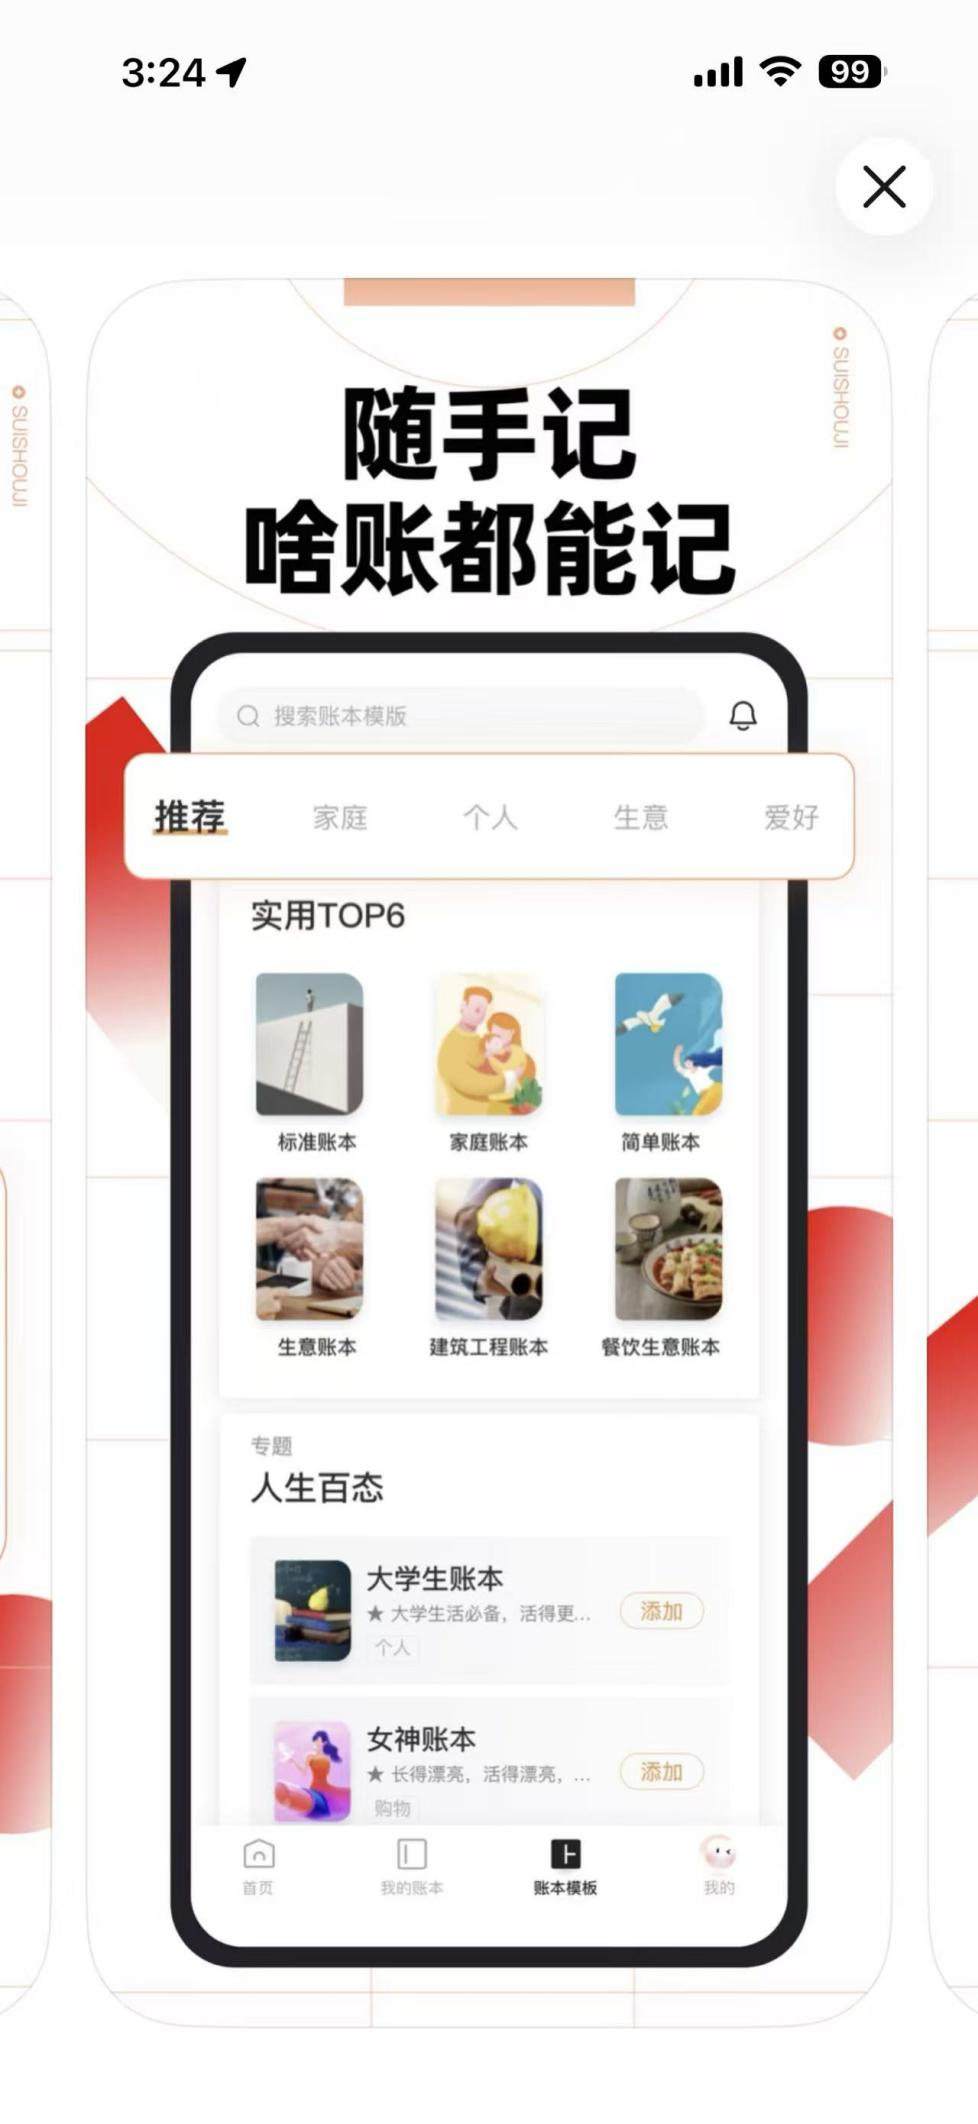 3:24
99
SUISHOUJI
SUISHOUJI
随手记
啥账都能记
搜索账本模版
推荐 家庭 个人 生意 爱好
实用TOP6
标准账本 家庭账本 简单账本
生意账本 建筑工程账本 餐饮生意账本
专题
人生百态
大学生账本
★ 大学生活必备，活得更...
添加
个人
女神账本
★ 长得漂亮，活得漂亮，...
添加
购物
首页 我的账本 账本模板 我的